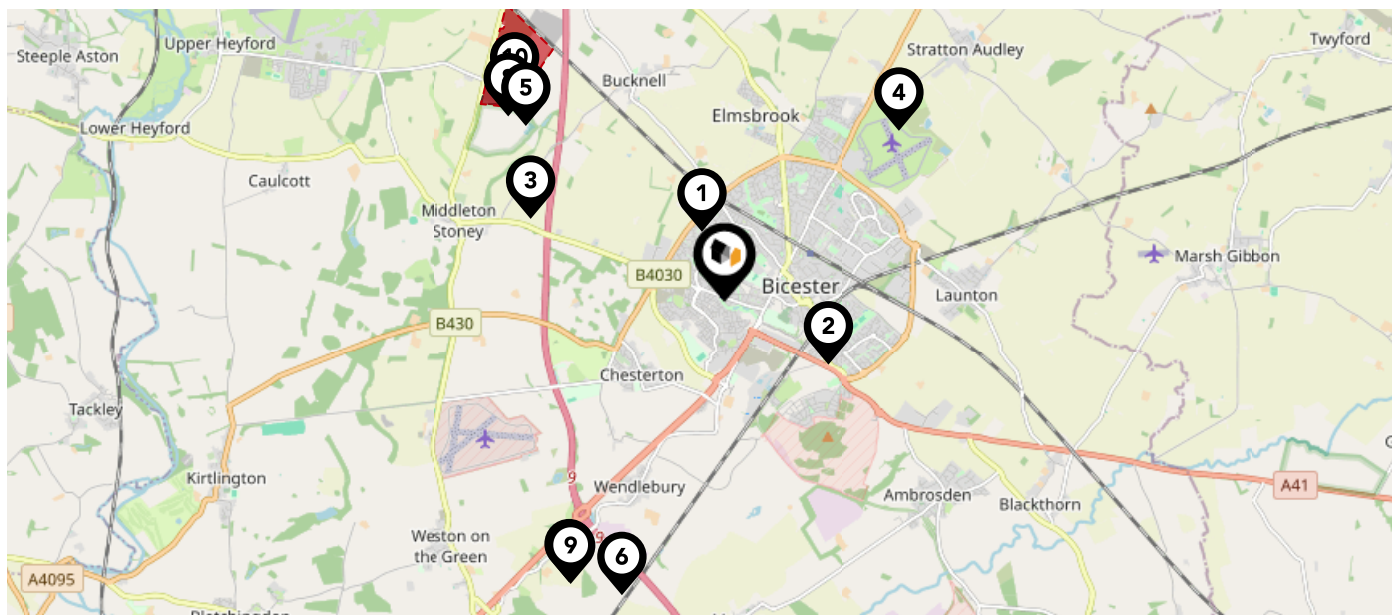 Steeple Aston
Upper Heyford
Twyford
Stratton Audley
10
5
Bucknell
4
Elmsbrook
Lower Heyford
Caulcott
3
1
Middleton
Stoney
B4030
Bicester
Marsh Gibbon
Launton
B430
2
Chesterton
Tackley
Kirtlington
9
Wendlebury
A41
Ambrosden
Blackthorn
Weston on
the Green
9
9
6
A4095